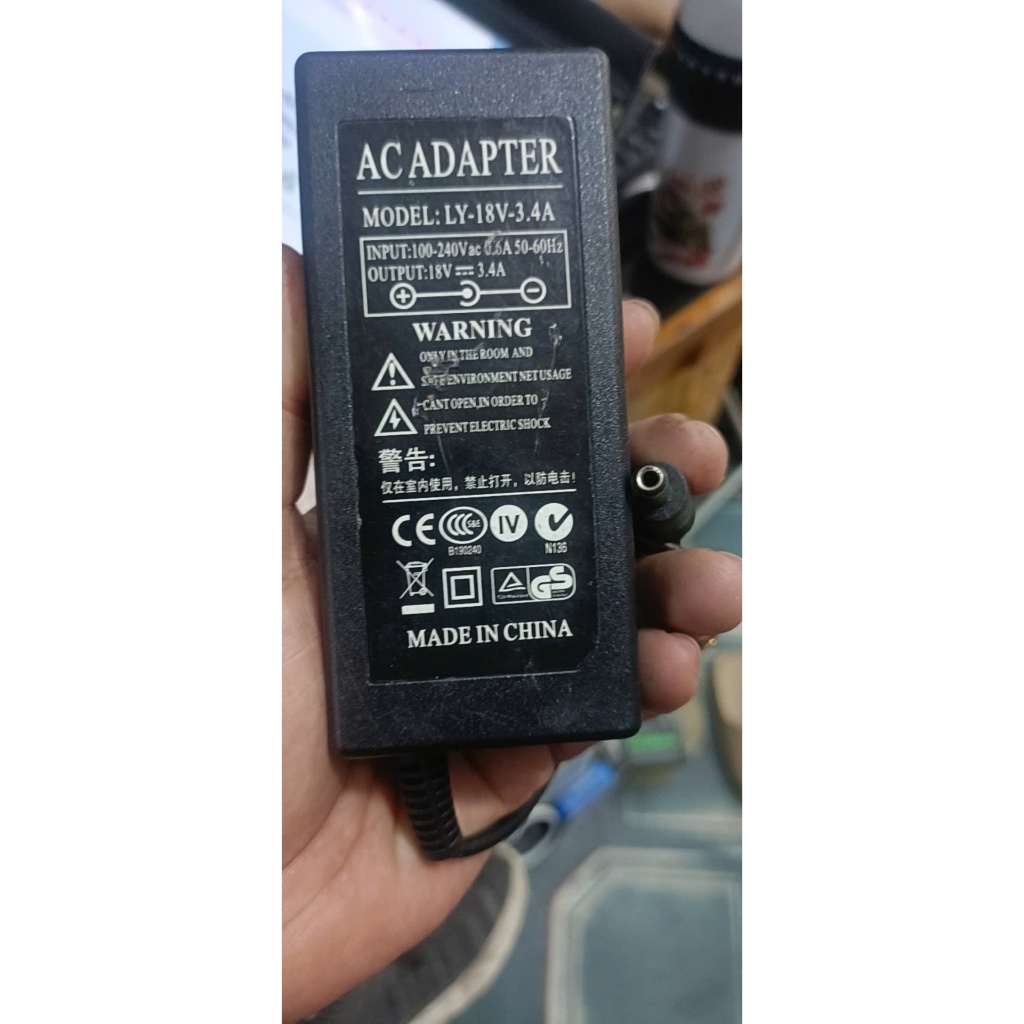 AC ADAPTER
MODEL: LY-18V-3.4A
INPUT:100-240Vac 0.6A 50-60Hz
OUTPUT:18V ⎓ 3.4A
WARNING
ONLY IN THE ROOM AND
SAFE ENVIRONMENT NET USAGE
CANT OPEN,IN ORDER TO
PREVENT ELECTRIC SHOCK
警告:
仅在室内使用，禁止打开，以防电击!
CE CCC S&E IV
B190240 N136
GS
MADE IN CHINA